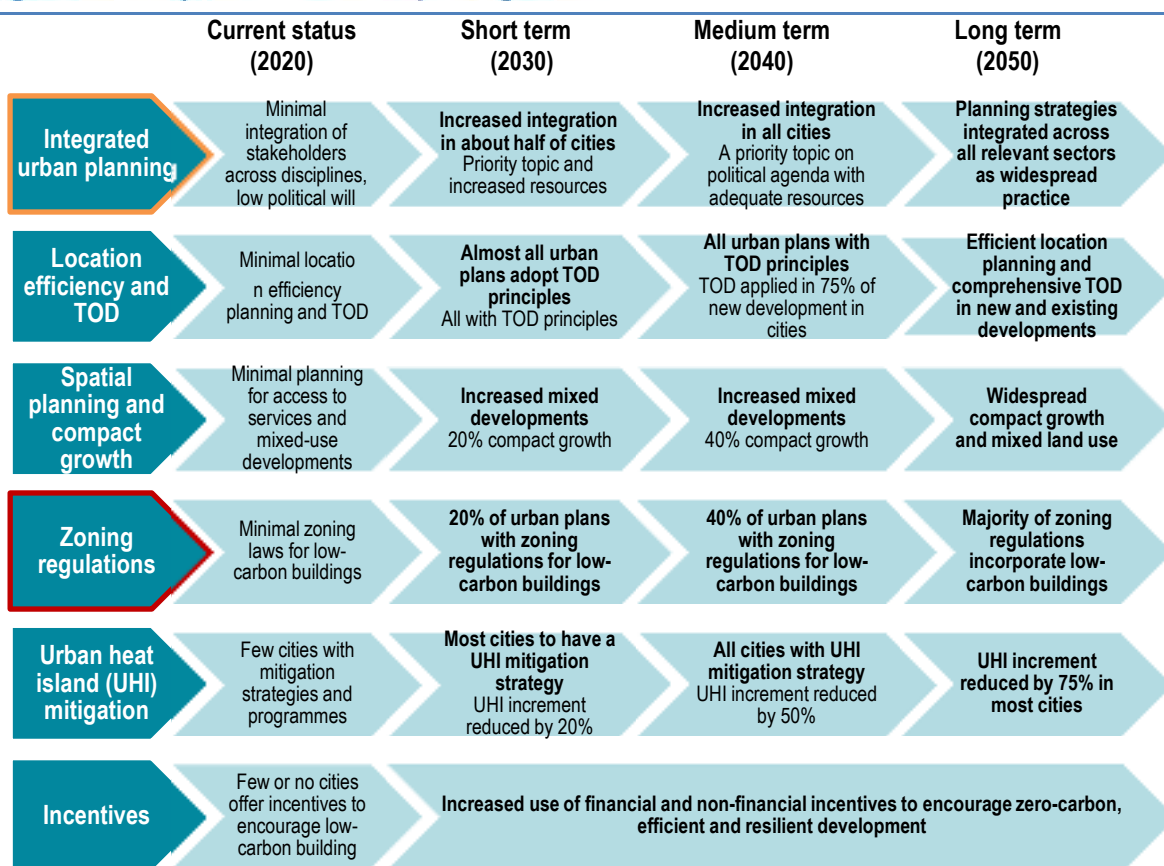 Current status
(2020)
Short term
(2030)
Medium term
(2040)
Long term
(2050)
Integrated
urban planning
Minimal
integration of
stakeholders
across disciplines,
low political will
Increased integration
in about half of cities
Priority topic and
increased resources
Increased integration
in all cities
A priority topic on
political agenda with
adequate resources
Planning strategies
integrated across
all relevant sectors
as widespread
practice
Location
efficiency and
TOD
Minimal locatio
n efficiency
planning and TOD
Almost all urban
plans adopt TOD
principles
All with TOD principles
All urban plans with
TOD principles
TOD applied in 75% of
new development in
cities
Efficient location
planning and
comprehensive TOD
in new and existing
developments
Spatial
planning and
compact
growth
Minimal planning
for access to
services and
mixed-use
developments
Increased mixed
developments
20% compact growth
Increased mixed
developments
40% compact growth
Widespread
compact growth
and mixed land use
Zoning
regulations
Minimal zoning
laws for low-
carbon buildings
20% of urban plans
with zoning
regulations for low-
carbon buildings
40% of urban plans
with zoning
regulations for low-
carbon buildings
Majority of zoning
regulations
incorporate low-
carbon buildings
Urban heat
island (UHI)
mitigation
Few cities with
mitigation
strategies and
programmes
Most cities to have a
UHI mitigation
strategy
UHI increment
reduced by 20%
All cities with UHI
mitigation strategy
UHI increment reduced
by 50%
UHI increment
reduced by 75% in
most cities
Incentives
Few or no cities
offer incentives to
encourage low-
carbon building
Increased use of financial and non-financial incentives to encourage zero-carbon,
efficient and resilient development